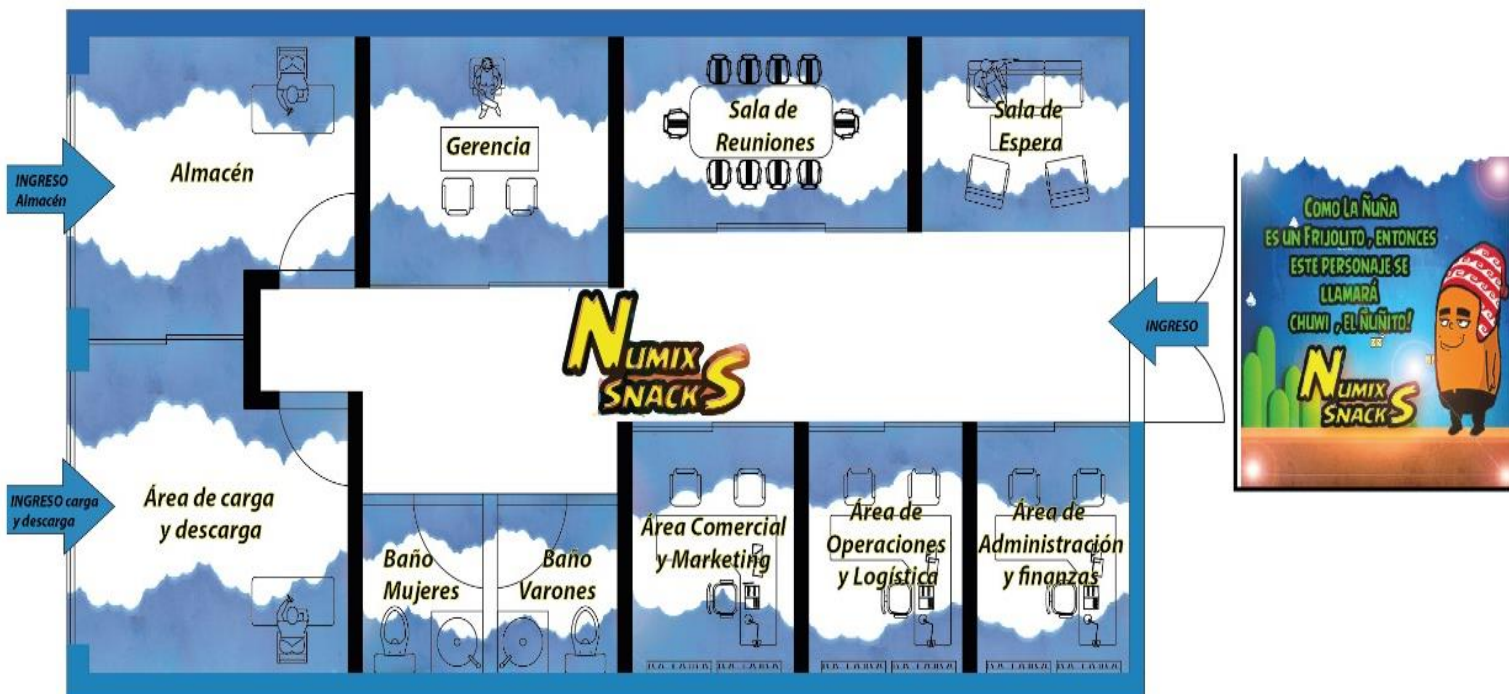 INGRESO
Almacén
Almacén
Gerencia
Sala de
Reuniones
Sala de
Espera
INGRESO
NUMIX
SNACKS
INGRESO carga
y descarga
Área de carga
y descarga
Baño
Mujeres
Baño
Varones
Área Comercial
y Marketing
Área de
Operaciones
y Logística
Área de
Administración
y finanzas
COMO LA ÑUÑA
ES UN FRIJOLITO, ENTONCES
ESTE PERSONAJE SE
LLAMARÁ
CHUWI, EL ÑUÑITO!
NUMIX
SNACKS